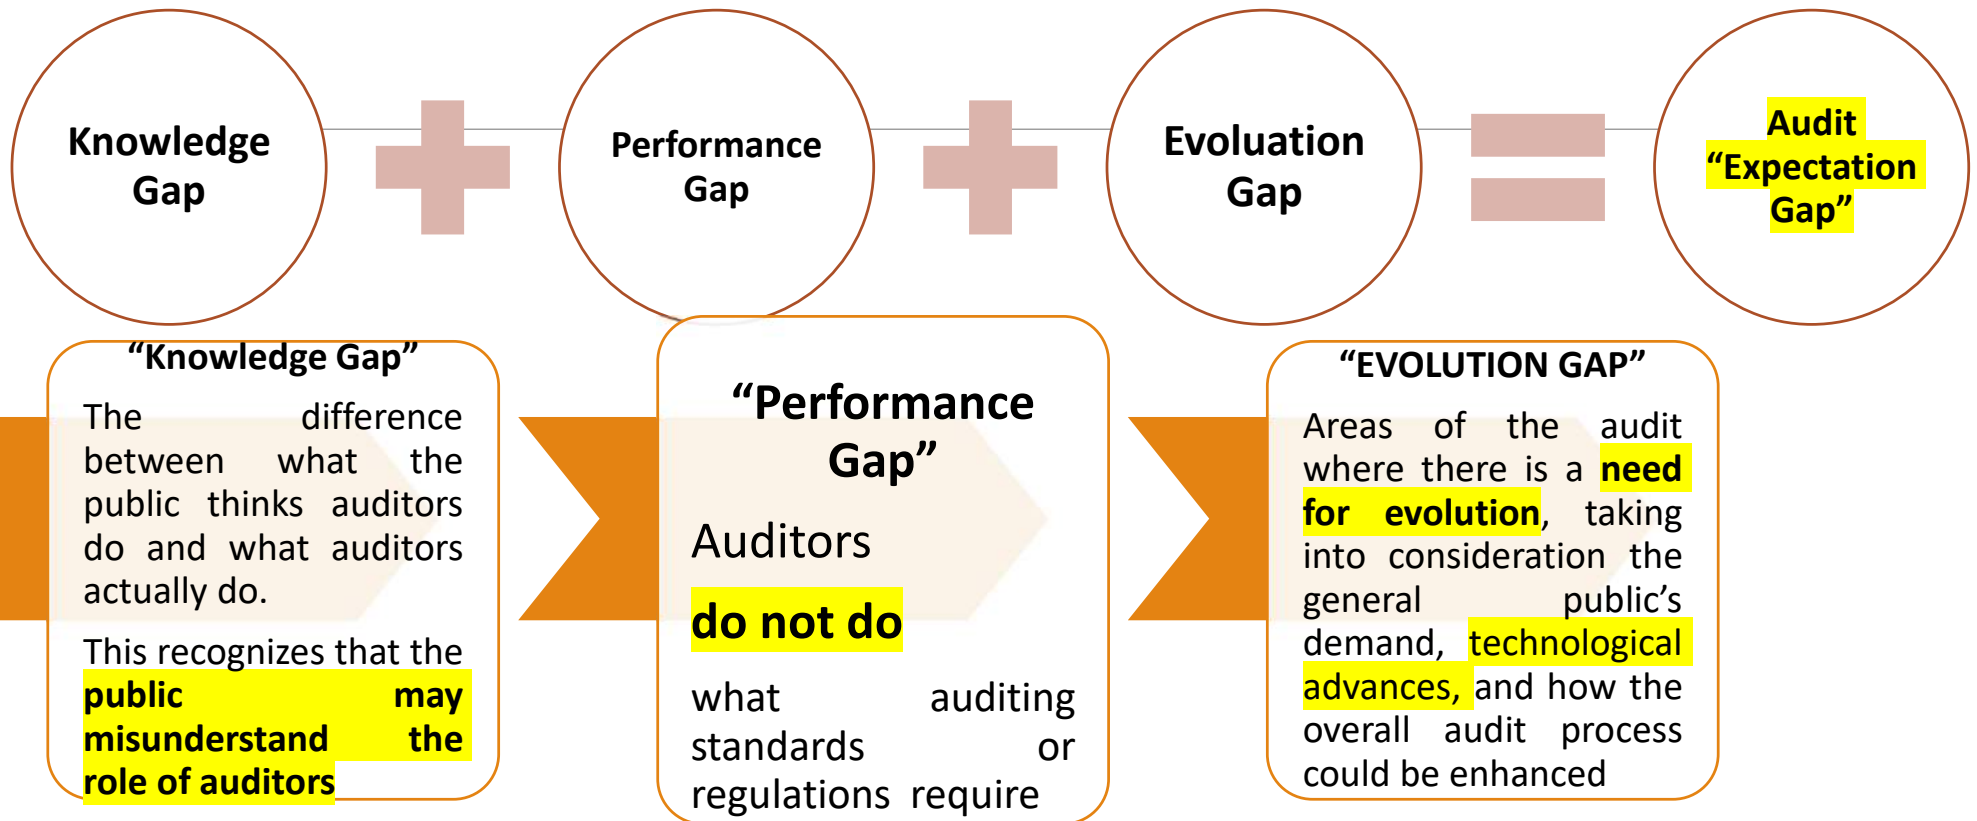 Knowledge
Gap
Performance
Gap
Evoluation
Gap
Audit
“Expectation
Gap”
“Knowledge Gap”
The difference
between what the
public thinks auditors
do and what auditors
actually do.
This recognizes that the
public may
misunderstand the
role of auditors
“Performance
Gap”
Auditors
do not do
what auditing
standards or
regulations require
“EVOLUTION GAP”
Areas of the audit
where there is a need
for evolution, taking
into consideration the
general public’s
demand, technological
advances, and how the
overall audit process
could be enhanced